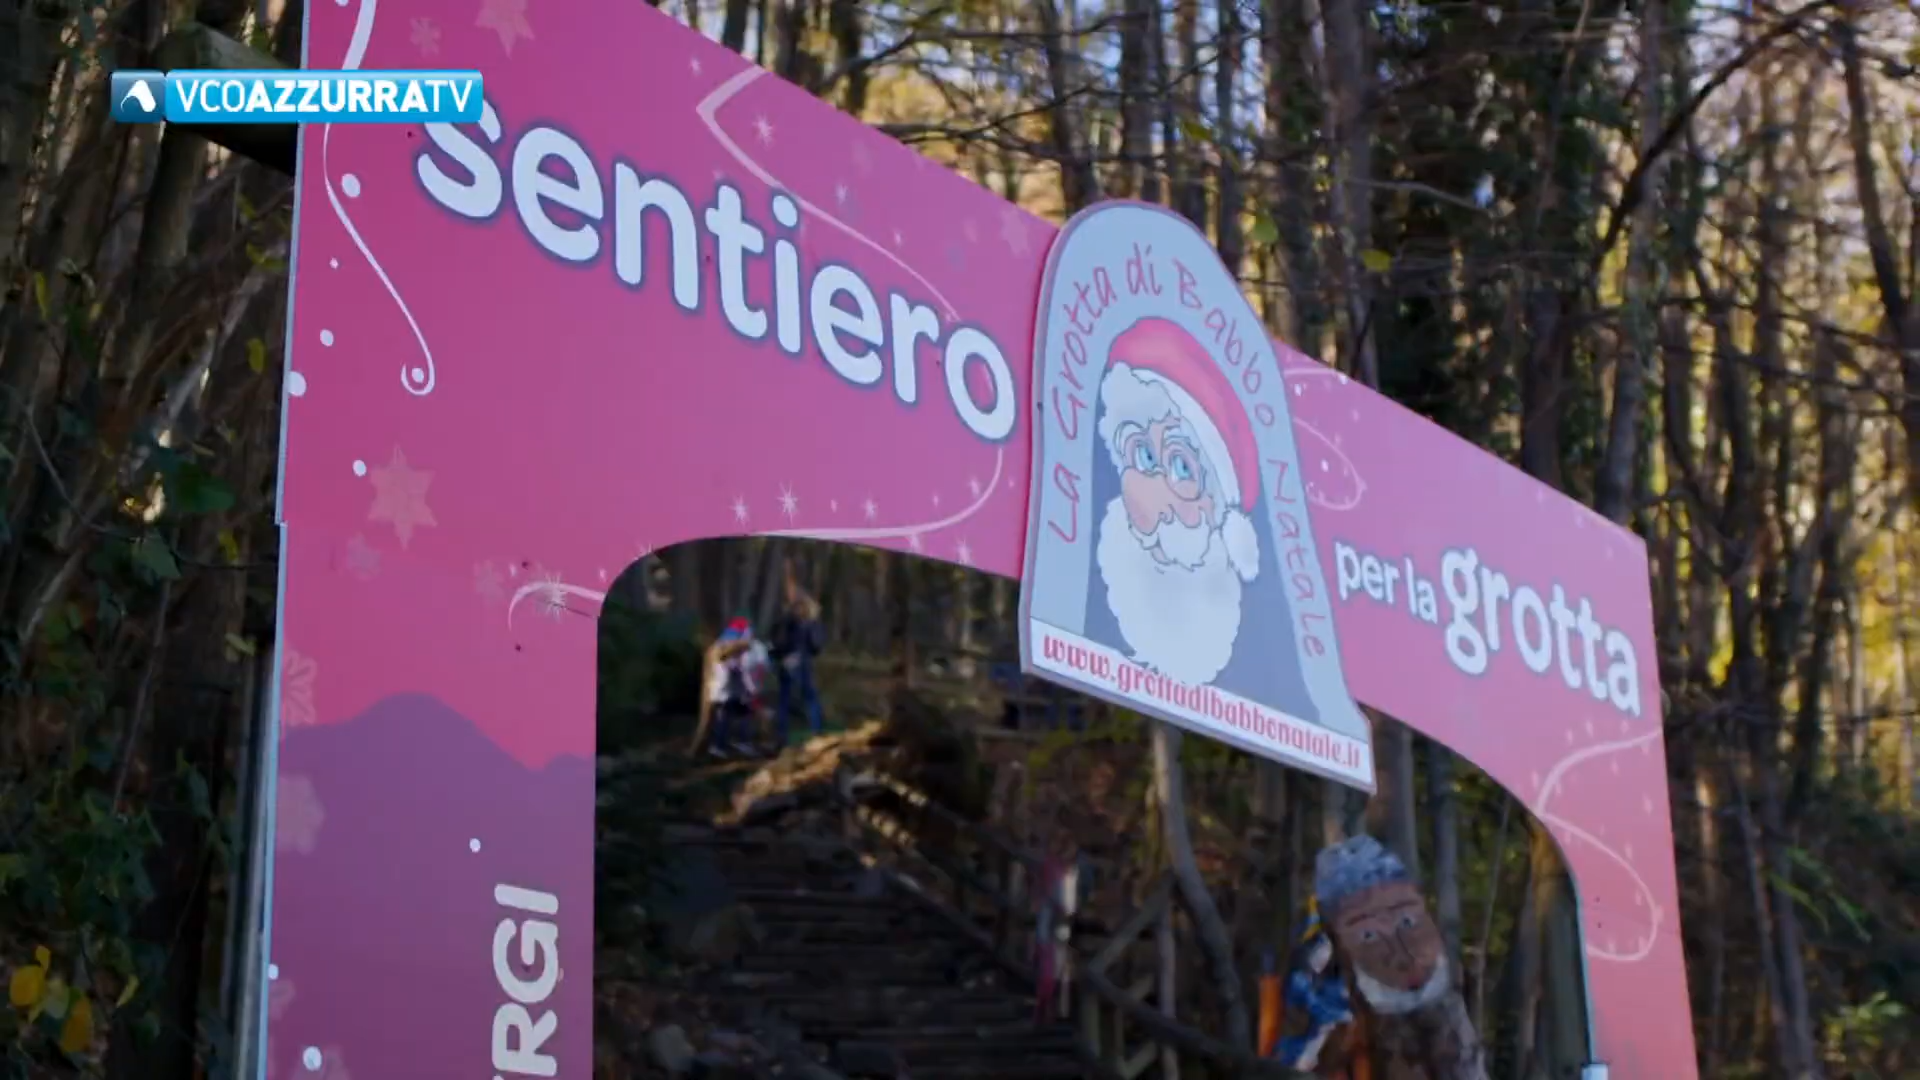 VCOAZZURRATV
sentiero
La Grotta di Babbo Natale
per la grotta
www.grottadibabbonatale.it
RGI